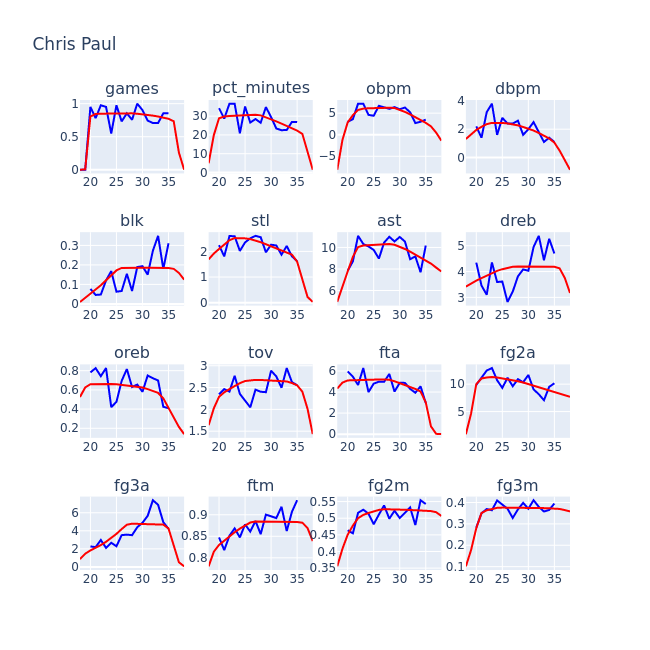 Chris Paul
games pct_minutes obpm dbpm
1 0.5 0 20 25 30 35
30 20 10 0 20 25 30 35
5 0 −5 20 25 30 35
4 2 0 20 25 30 35
blk stl ast dreb
0.3 0.2 0.1 0 20 25 30 35
2 1 0 20 25 30 35
10 8 6 20 25 30 35
5 4 3 20 25 30 35
oreb tov fta fg2a
0.8 0.6 0.4 0.2 20 25 30 35
3 2.5 2 1.5 20 25 30 35
6 4 2 0 20 25 30 35
10 5 20 25 30 35
fg3a ftm fg2m fg3m
6 4 2 0 20 25 30 35
0.9 0.85 0.8 20 25 30 35
0.55 0.5 0.45 0.4 0.35 20 25 30 35
0.4 0.3 0.2 0.1 20 25 30 35